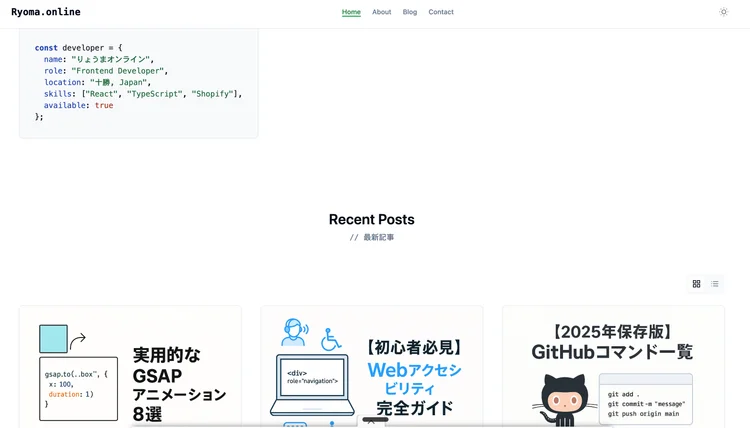 Ryoma.online
Home About Blog Contact
const developer = {
name: "りょうまオンライン",
role: "Frontend Developer",
location: "十勝, Japan",
skills: ["React", "TypeScript", "Shopify"],
available: true
};
Recent Posts
// 最新記事
実用的な
GSAP
アニメーション
8選
gsap.to(..box", {
x: 100,
duration: 1)
}
【初心者必見】
Webアクセシ
ビリティ
完全ガイド
<div>
role="navigation">
【2025年保存版】
GitHubコマンド一覧
git add .
git commit -m "message"
git push origin main